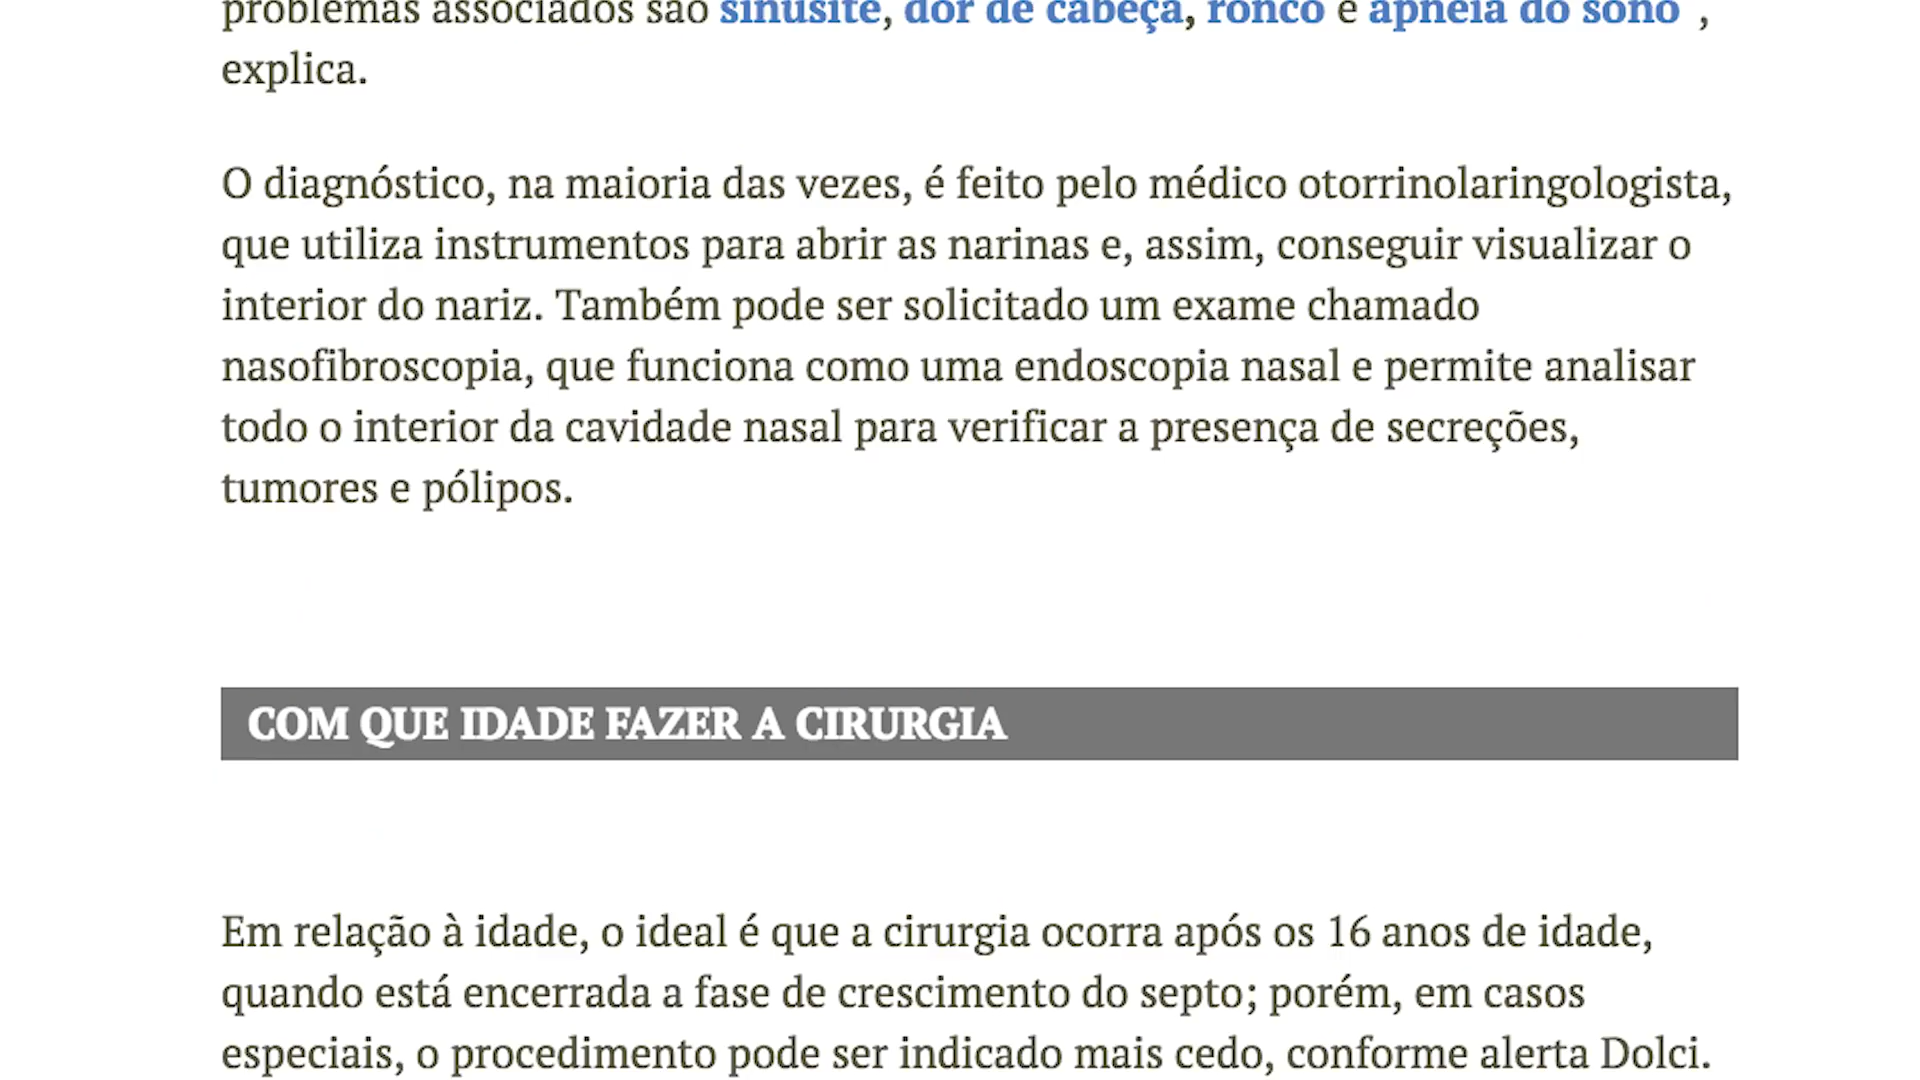 problemas associados são sinusite, dor de cabeça, ronco e apneia do sono ,
explica.
O diagnóstico, na maioria das vezes, é feito pelo médico otorrinolaringologista,
que utiliza instrumentos para abrir as narinas e, assim, conseguir visualizar o
interior do nariz. Também pode ser solicitado um exame chamado
nasofibroscopia, que funciona como uma endoscopia nasal e permite analisar
todo o interior da cavidade nasal para verificar a presença de secreções,
tumores e pólipos.
COM QUE IDADE FAZER A CIRURGIA
Em relação à idade, o ideal é que a cirurgia ocorra após os 16 anos de idade,
quando está encerrada a fase de crescimento do septo; porém, em casos
especiais, o procedimento pode ser indicado mais cedo, conforme alerta Dolci.